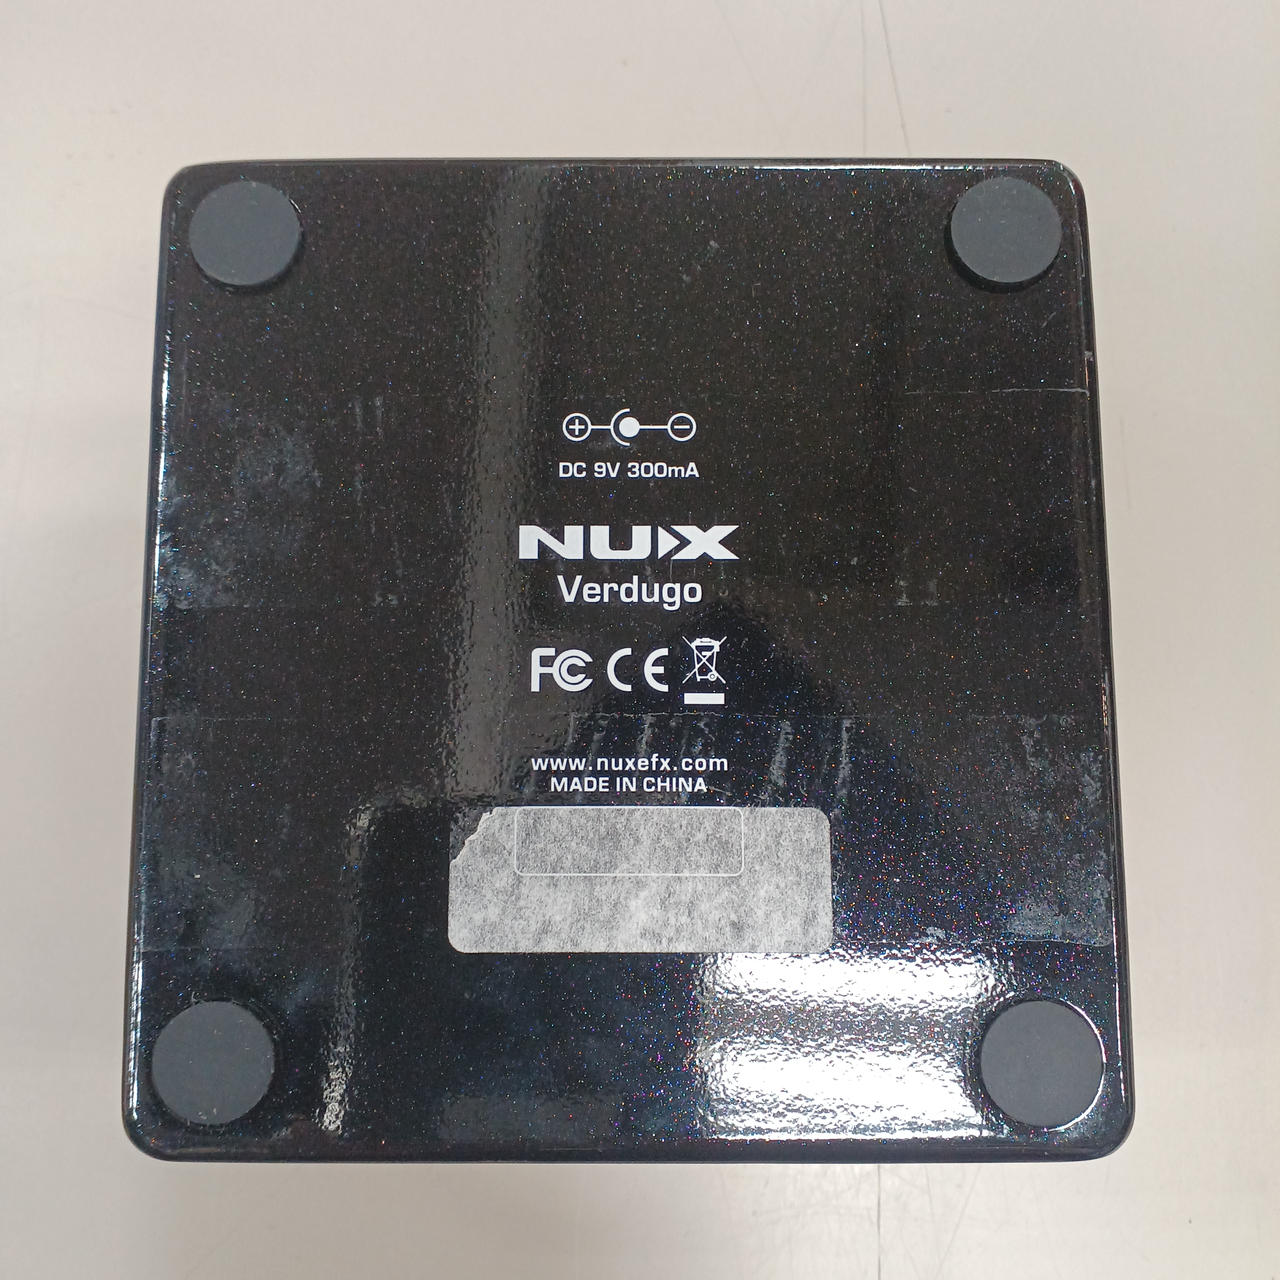 DC 9V 300mA
NUX
Verdugo
FC CE
www.nuxefx.com
MADE IN CHINA